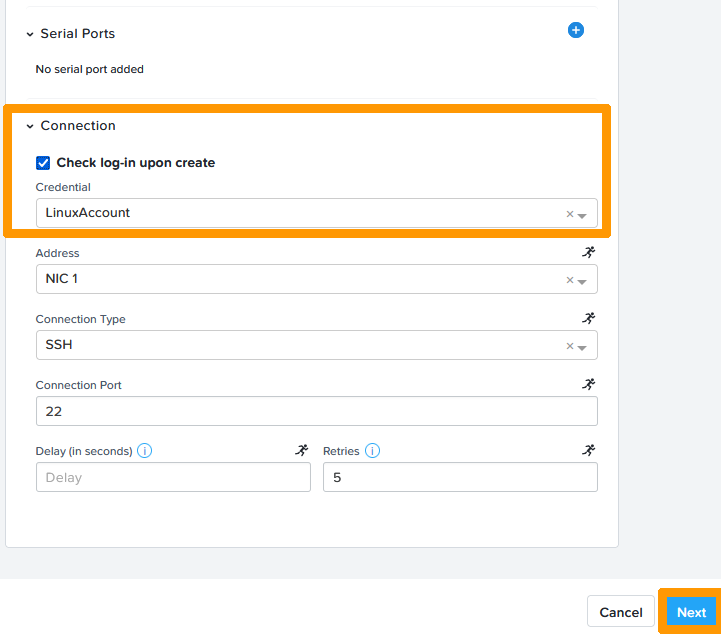 Serial Ports
No serial port added
Connection
Check log-in upon create
Credential
LinuxAccount
Address
NIC 1
Connection Type
SSH
Connection Port
22
Delay (in seconds) Retries
Delay 5
Cancel Next